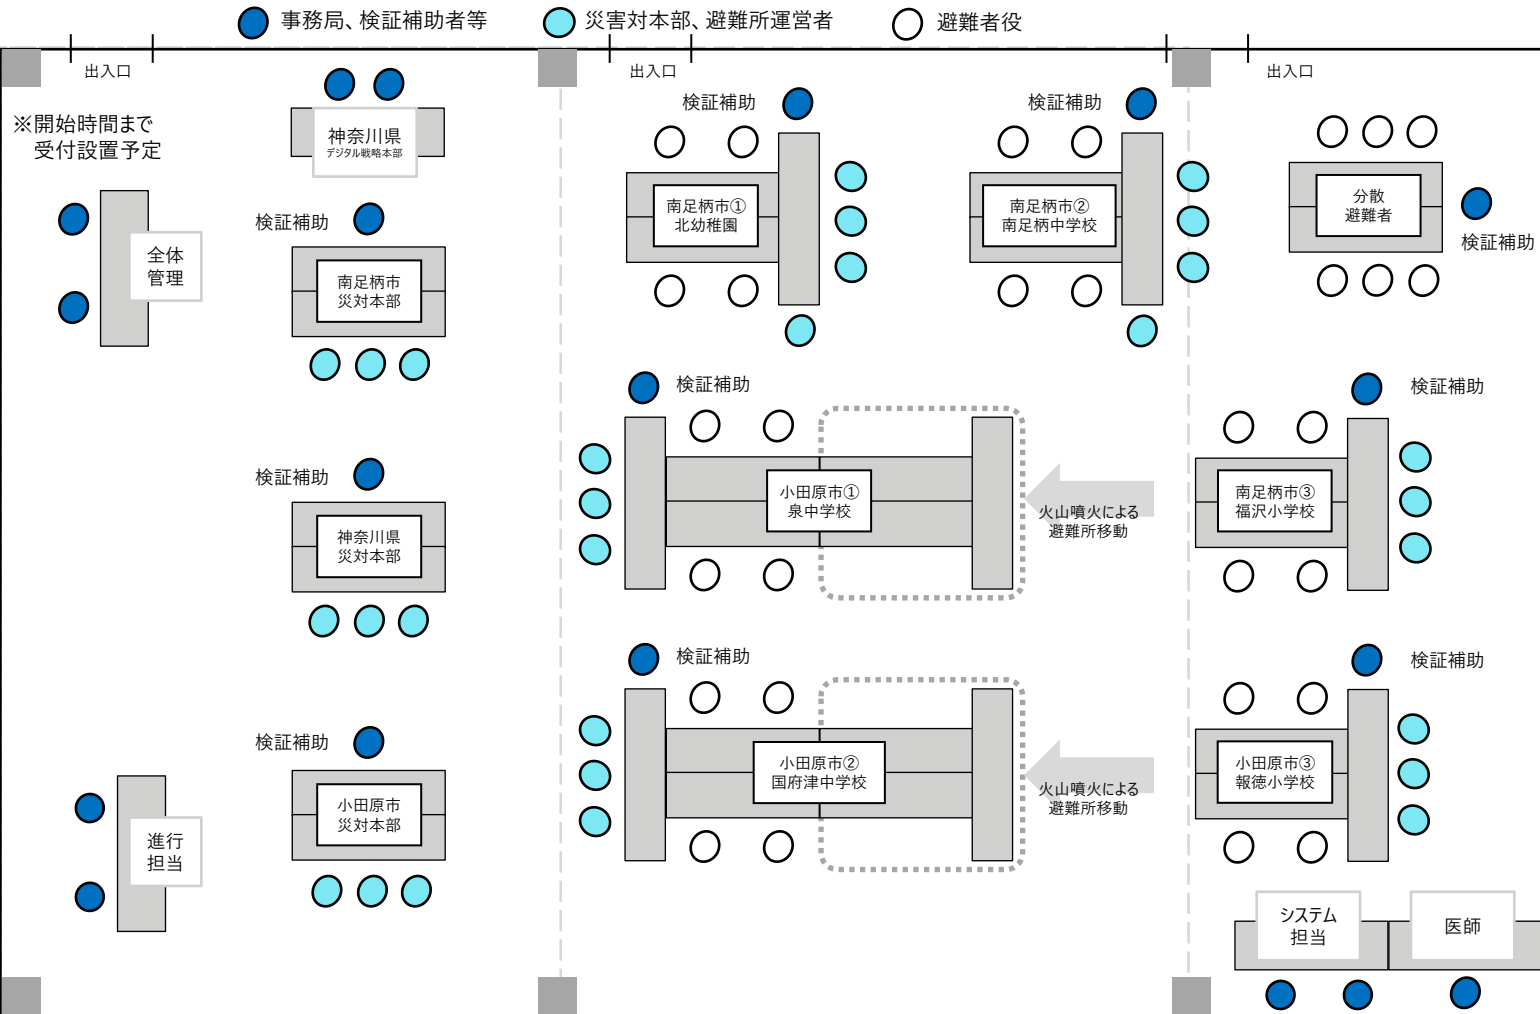 事務局、検証補助者等
災害対本部、避難所運営者
避難者役
出入口
出入口
出入口
※開始時間まで
受付設置予定
神奈川県
デジタル戦略本部
検証補助
全体
管理
南足柄市
災対本部
検証補助
神奈川県
災対本部
検証補助
小田原市
災対本部
進行
担当
検証補助
南足柄市①
北幼稚園
検証補助
南足柄市②
南足柄中学校
分散
避難者
検証補助
検証補助
小田原市①
泉中学校
火山噴火による
避難所移動
検証補助
南足柄市③
福沢小学校
検証補助
小田原市②
国府津中学校
火山噴火による
避難所移動
検証補助
小田原市③
報徳小学校
システム
担当
医師